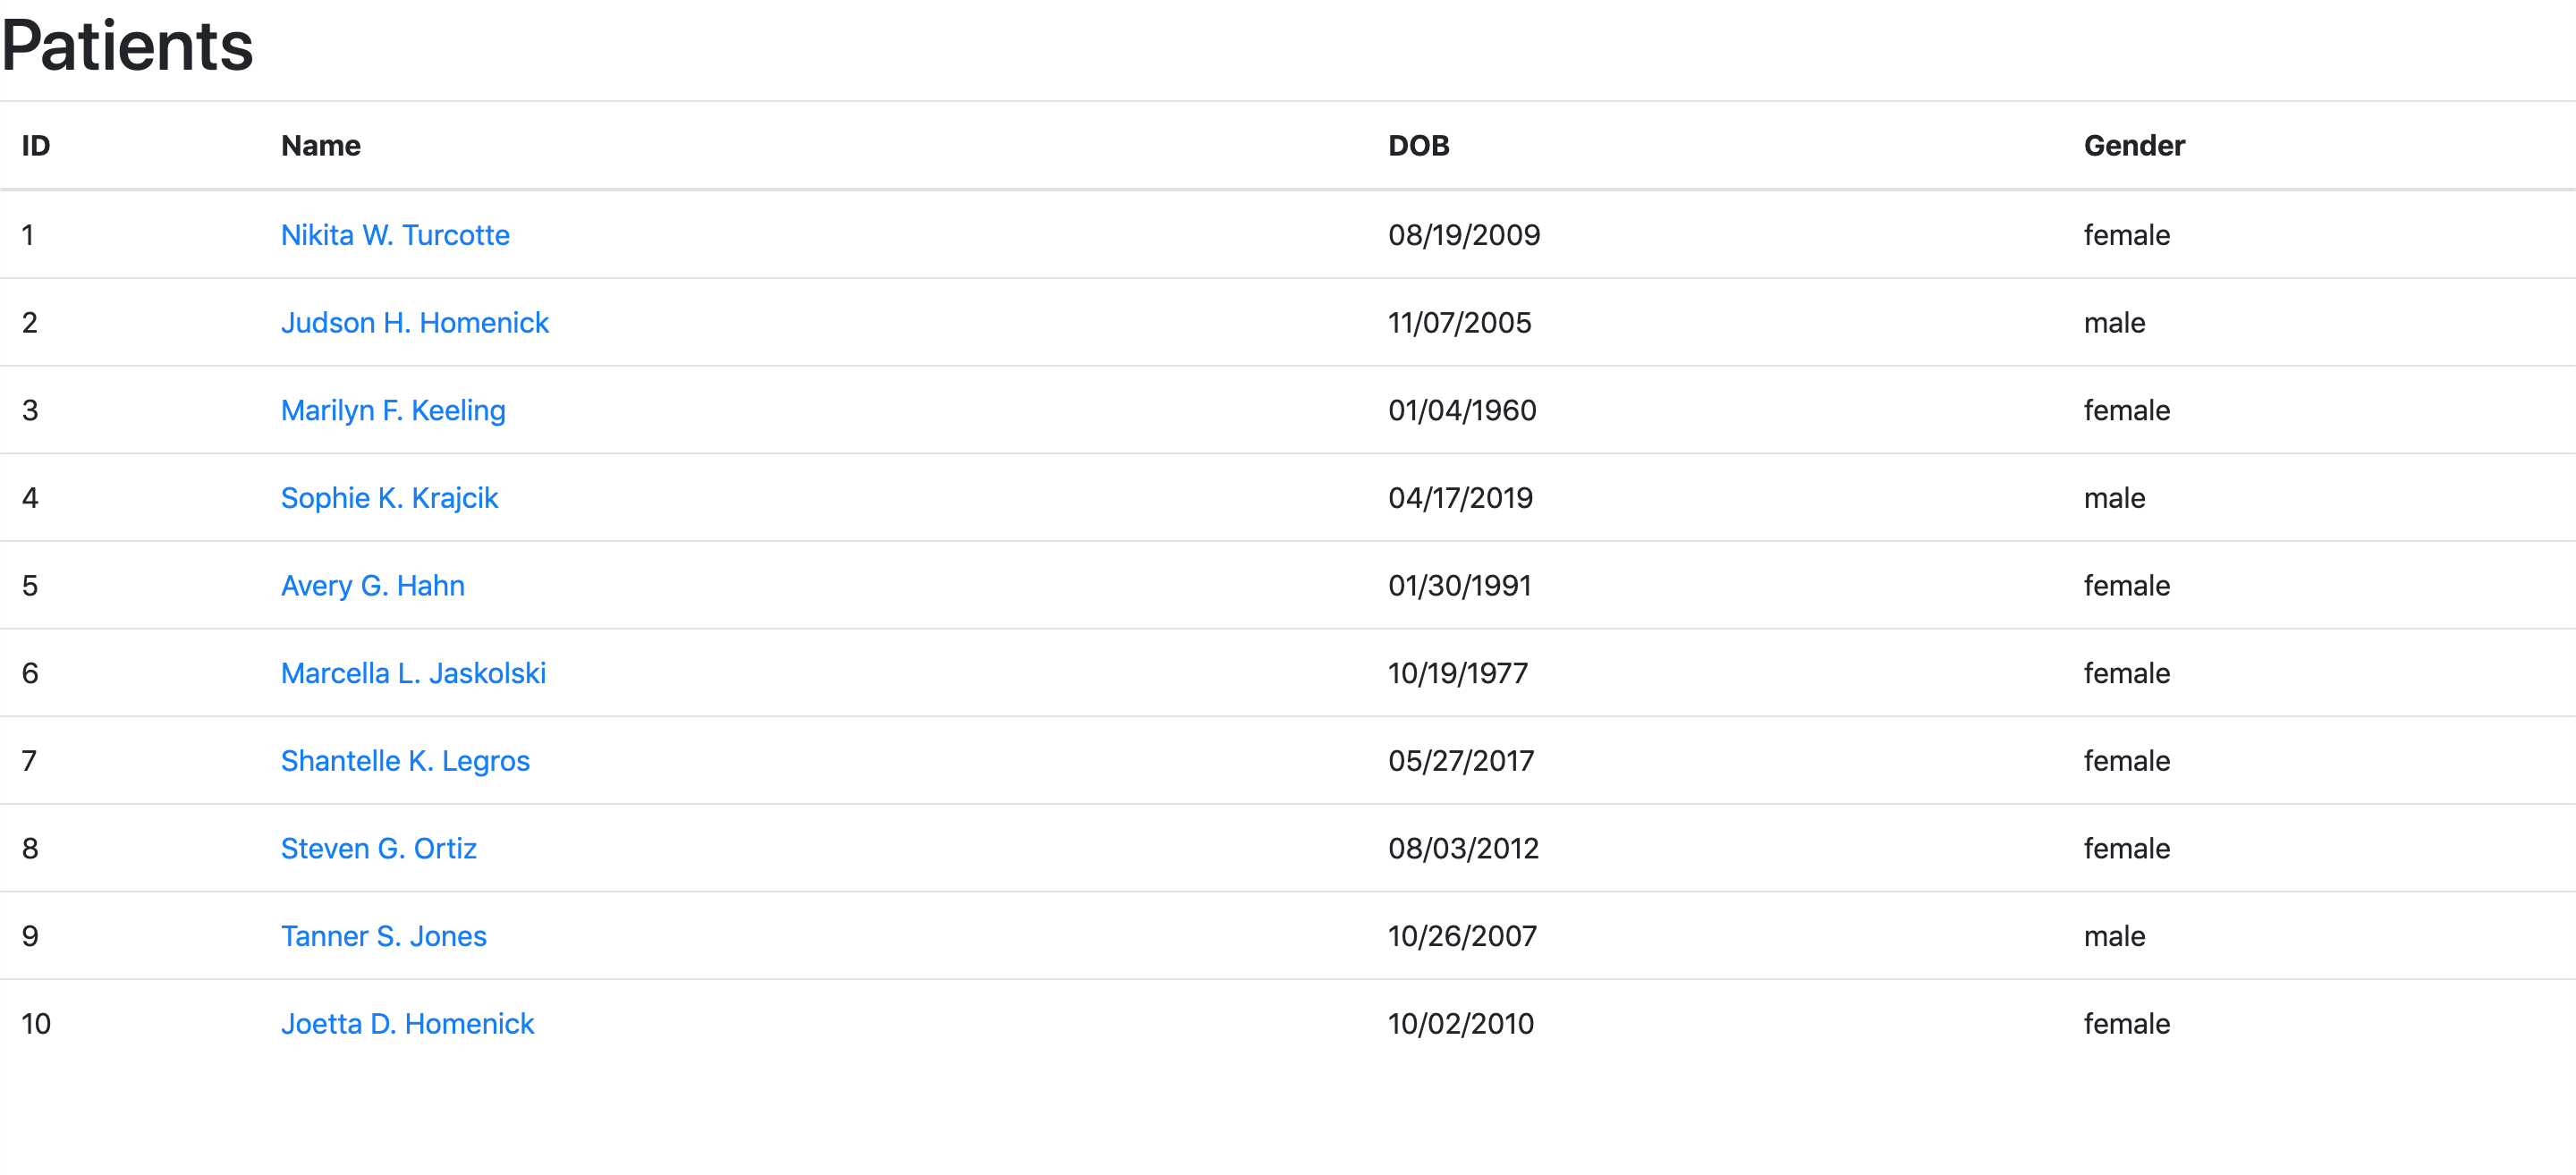 Patients
ID Name DOB Gender
1 Nikita W. Turcotte 08/19/2009 female
2 Judson H. Homenick 11/07/2005 male
3 Marilyn F. Keeling 01/04/1960 female
4 Sophie K. Krajcik 04/17/2019 male
5 Avery G. Hahn 01/30/1991 female
6 Marcella L. Jaskolski 10/19/1977 female
7 Shantelle K. Legros 05/27/2017 female
8 Steven G. Ortiz 08/03/2012 female
9 Tanner S. Jones 10/26/2007 male
10 Joetta D. Homenick 10/02/2010 female